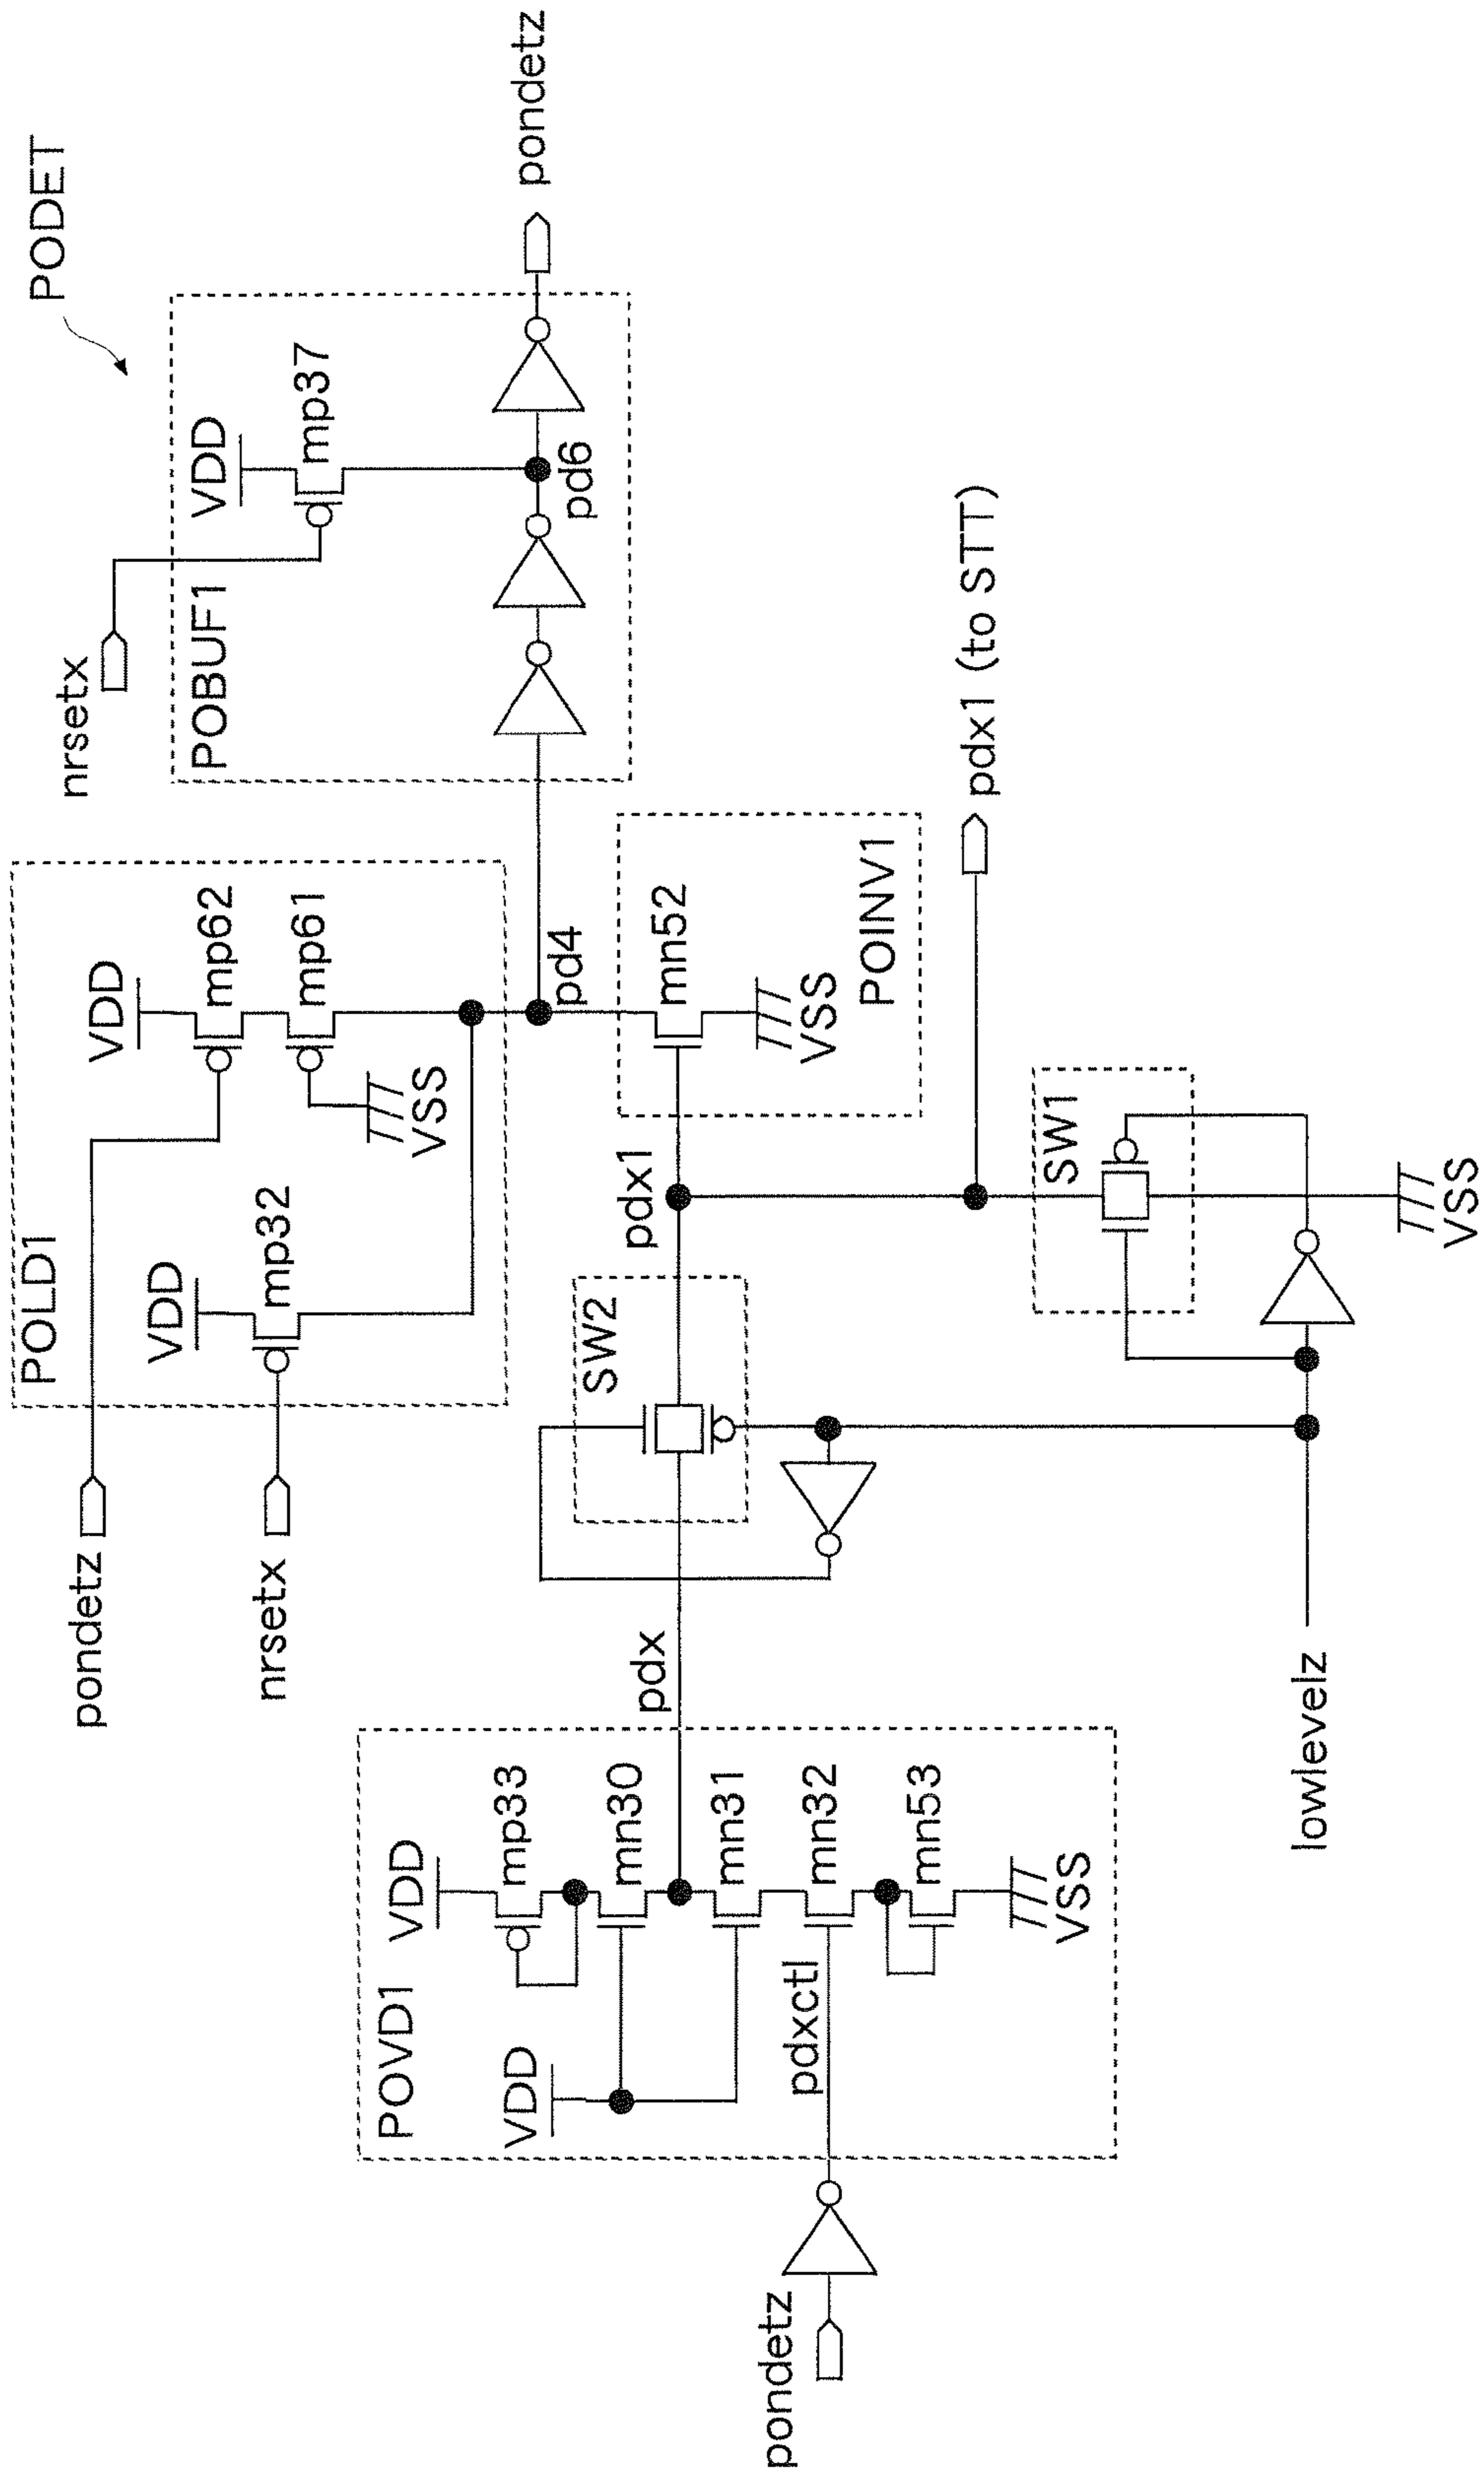 PODET
nrsetx
POBUF1
VDD
mp37
pd6
pondetz
pondetz
nrsetx
POLD1
VDD
mp32
VDD
mp62
mp61
VSS
pd4
mn52
VSS
POINV1
pdx1
pdx1 (to STT)
SW2
SW1
VSS
pdx
lowlevelz
POVD1
VDD
mp33
mn30
mn31
mn32
mn53
VSS
VDD
pdxctl
pondetz